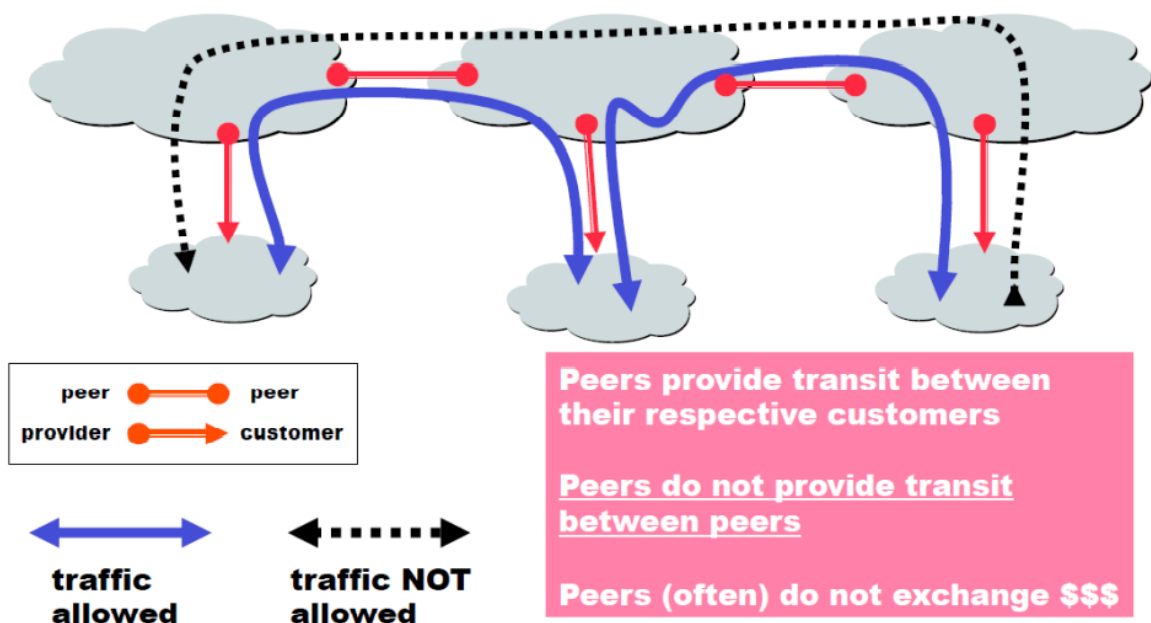 peer peer
provider customer
traffic
allowed
traffic NOT
allowed
Peers provide transit between
their respective customers
Peers do not provide transit
between peers
Peers (often) do not exchange $$$